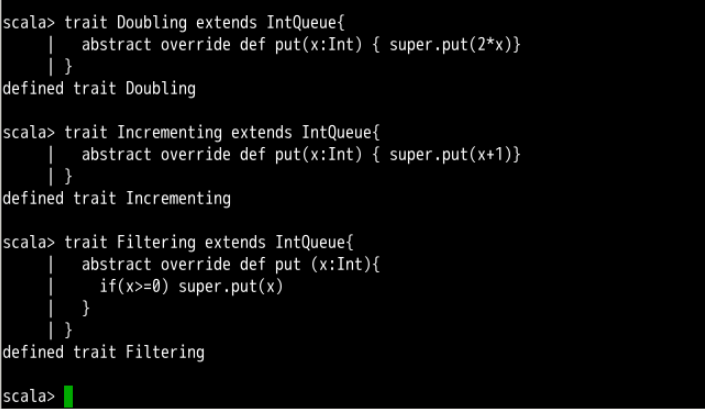 scala> trait Doubling extends IntQueue{
     |   abstract override def put(x:Int) { super.put(2*x)}
     | }
defined trait Doubling
scala> trait Incrementing extends IntQueue{
     |   abstract override def put(x:Int) { super.put(x+1)}
     | }
defined trait Incrementing
scala> trait Filtering extends IntQueue{
     |   abstract override def put (x:Int){
     |     if(x>=0) super.put(x)
     |   }
     | }
defined trait Filtering
scala>